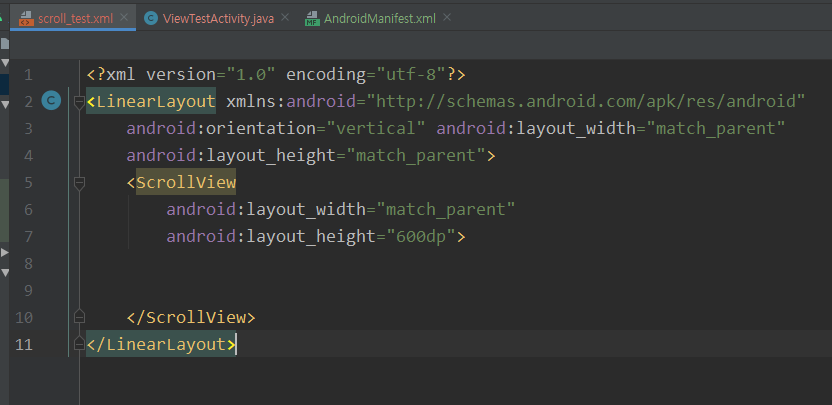 scroll_test.xml ViewTestActivity.java AndroidManifest.xml
1 <?xml version="1.0" encoding="utf-8"?>
2 <LinearLayout xmlns:android="http://schemas.android.com/apk/res/android"
3 android:orientation="vertical" android:layout_width="match_parent"
4 android:layout_height="match_parent">
5 <ScrollView
6 android:layout_width="match_parent"
7 android:layout_height="600dp">
8
9
10 </ScrollView>
11 </LinearLayout>